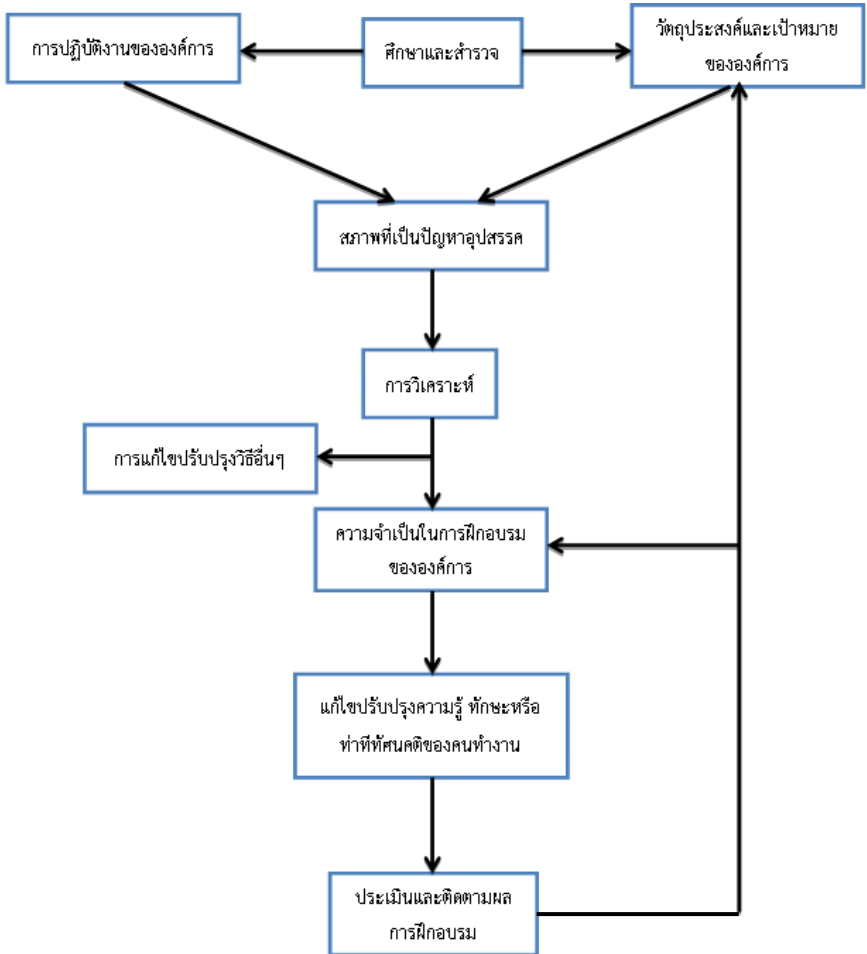 การปฏิบัติงานขององค์การ
ศึกษาและสำรวจ
วัตถุประสงค์และเป้าหมาย
ขององค์การ
สภาพที่เป็นปัญหาอุปสรรค
การวิเคราะห์
การแก้ไขปรับปรุงวิธีอื่นๆ
ความจำเป็นในการฝึกอบรม
ขององค์การ
แก้ไขปรับปรุงความรู้ ทักษะหรือ
ท่าทีทัศนคติของคนทำงาน
ประเมินและติดตามผล
การฝึกอบรม